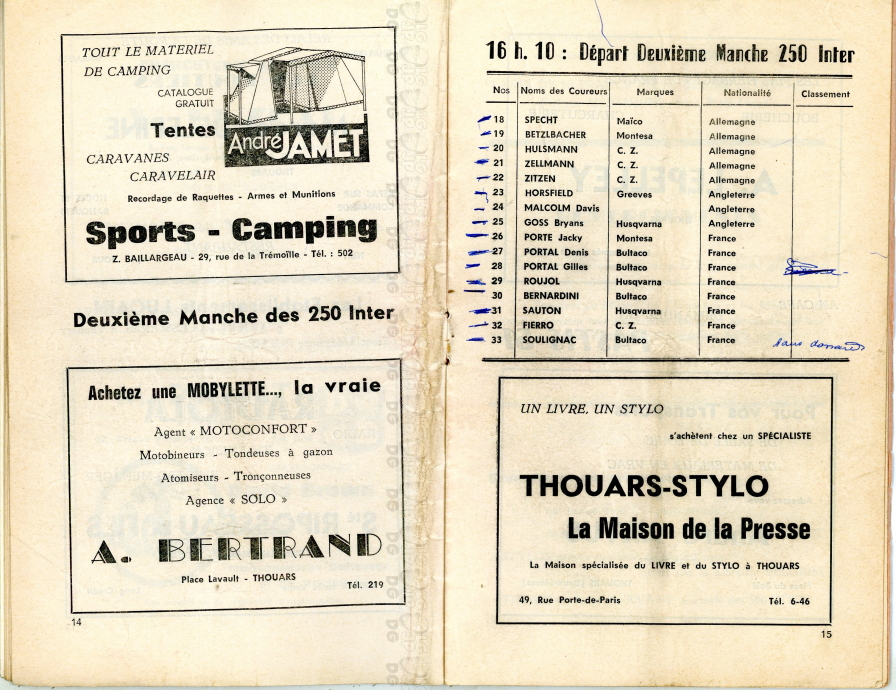 TOUT LE MATERIEL
DE CAMPING
CATALOGUE
GRATUIT
Tentes
André JAMET
CARAVANES
CARAVELAIR
Recordage de Raquettes - Armes et Munitions
Sports - Camping
Z. BAILLARGEAU - 29, rue de la Trémoïlle - Tél. : 502
Deuxième Manche des 250 Inter
Achetez une MOBYLETTE..., la vraie
Agent « MOTOCONFORT »
Motobineurs - Tondeuses à gazon
Atomiseurs - Tronçonneuses
Agence « SOLO »
A. BERTRAND
Place Lavault - THOUARS
Tél. 219
14
16 h. 10 : Départ Deuxième Manche 250 Inter
Nos Noms des Coureurs Marques Nationalité Classement
18 SPECHT Maïco Allemagne
19 BETZLBACHER Montesa Allemagne
20 HULSMANN C. Z. Allemagne
21 ZELLMANN C. Z. Allemagne
22 ZITZEN C. Z. Allemagne
23 HORSFIELD Greeves Angleterre
24 MALCOLM Davis Angleterre
25 GOSS Bryans Husqvarna Angleterre
26 PORTE Jacky Montesa France
27 PORTAL Denis Bultaco France
28 PORTAL Gilles Bultaco France
29 ROUJOL Husqvarna France
30 BERNARDINI Bultaco France
31 SAUTON Husqvarna France
32 FIERRO C. Z. France
33 SOULIGNAC Bultaco France
UN LIVRE, UN STYLO
s'achètent chez un SPÉCIALISTE
THOUARS-STYLO
La Maison de la Presse
La Maison spécialisée du LIVRE et du STYLO à THOUARS
49, Rue Porte-de-Paris Tél. 6-46
15